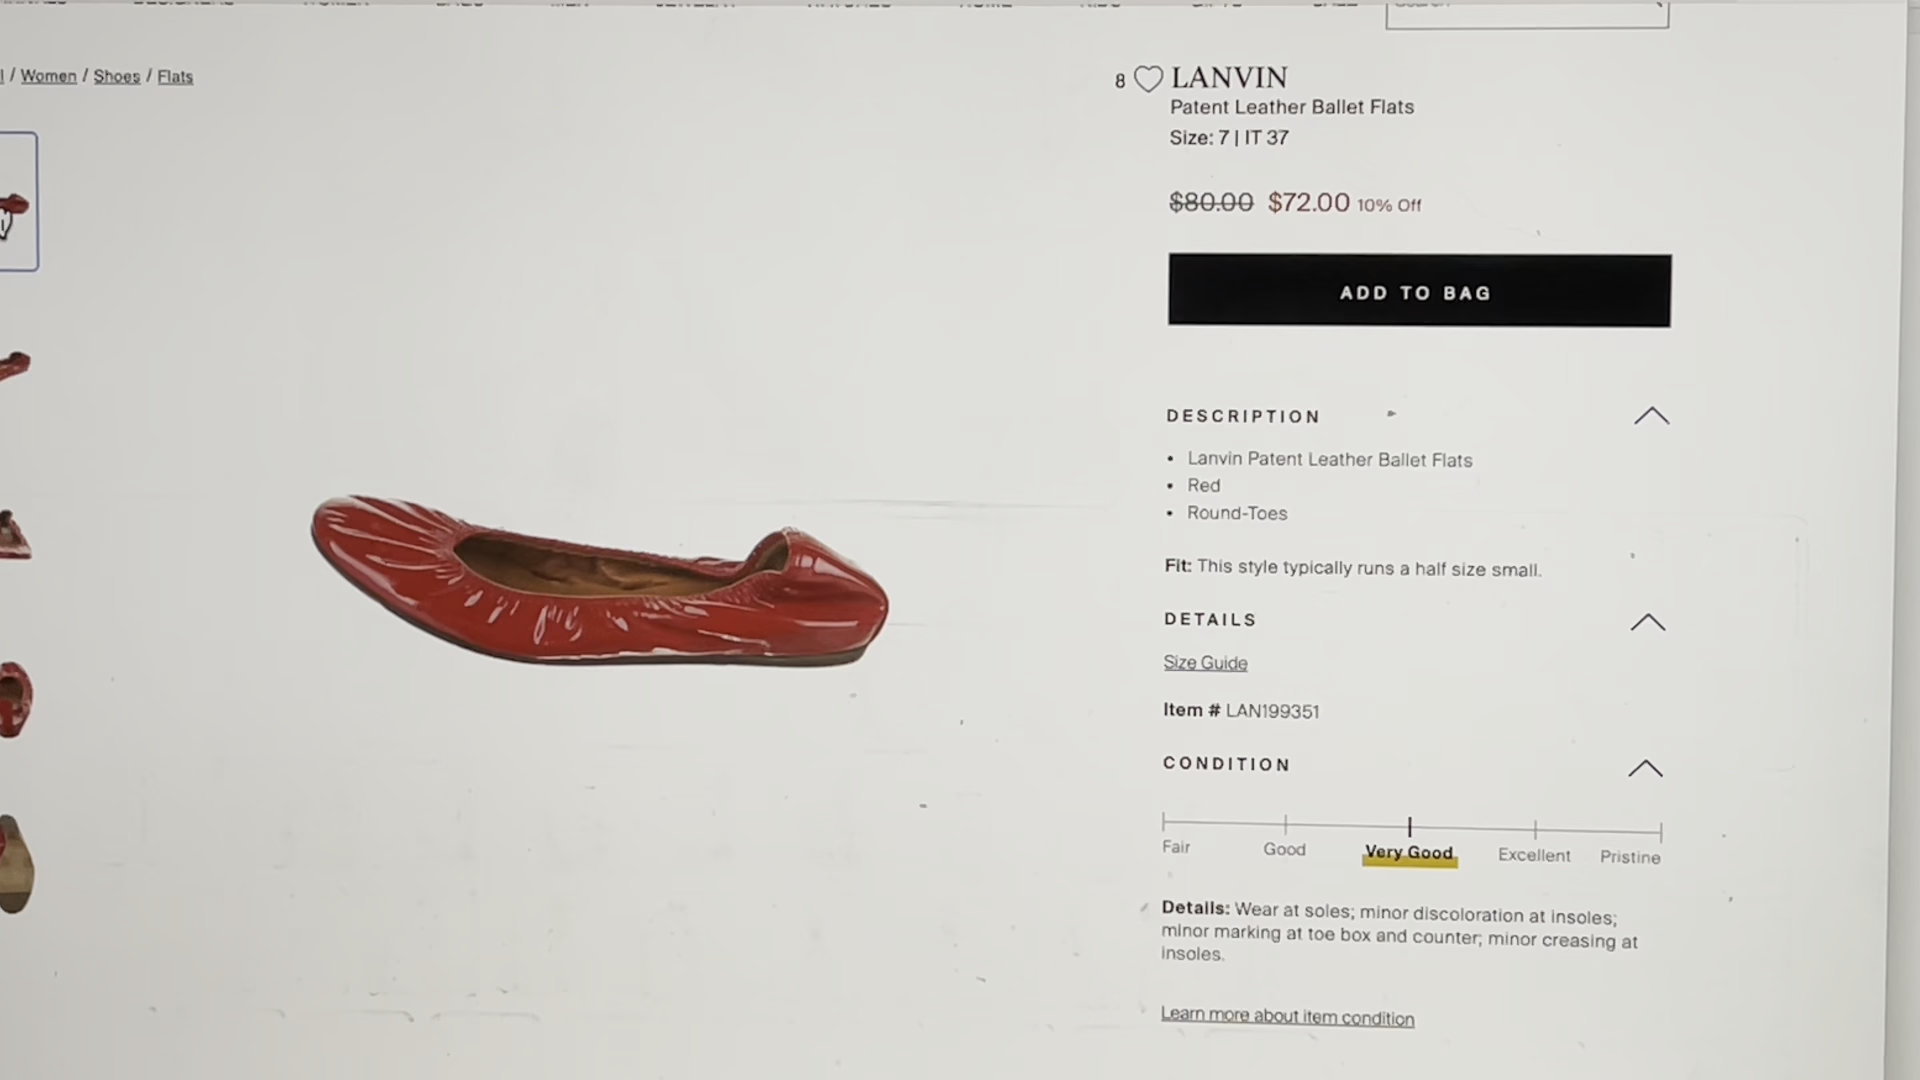 / Women / Shoes / Flats
8 LANVIN
Patent Leather Ballet Flats
Size: 7 | IT 37
$80.00 $72.00 10% Off
ADD TO BAG
DESCRIPTION
• Lanvin Patent Leather Ballet Flats
• Red
• Round-Toes
Fit: This style typically runs a half size small.
DETAILS
Size Guide
Item # LAN199351
CONDITION
Fair Good Very Good Excellent Pristine
Details: Wear at soles; minor discoloration at insoles;
minor marking at toe box and counter; minor creasing at
insoles.
Learn more about item condition